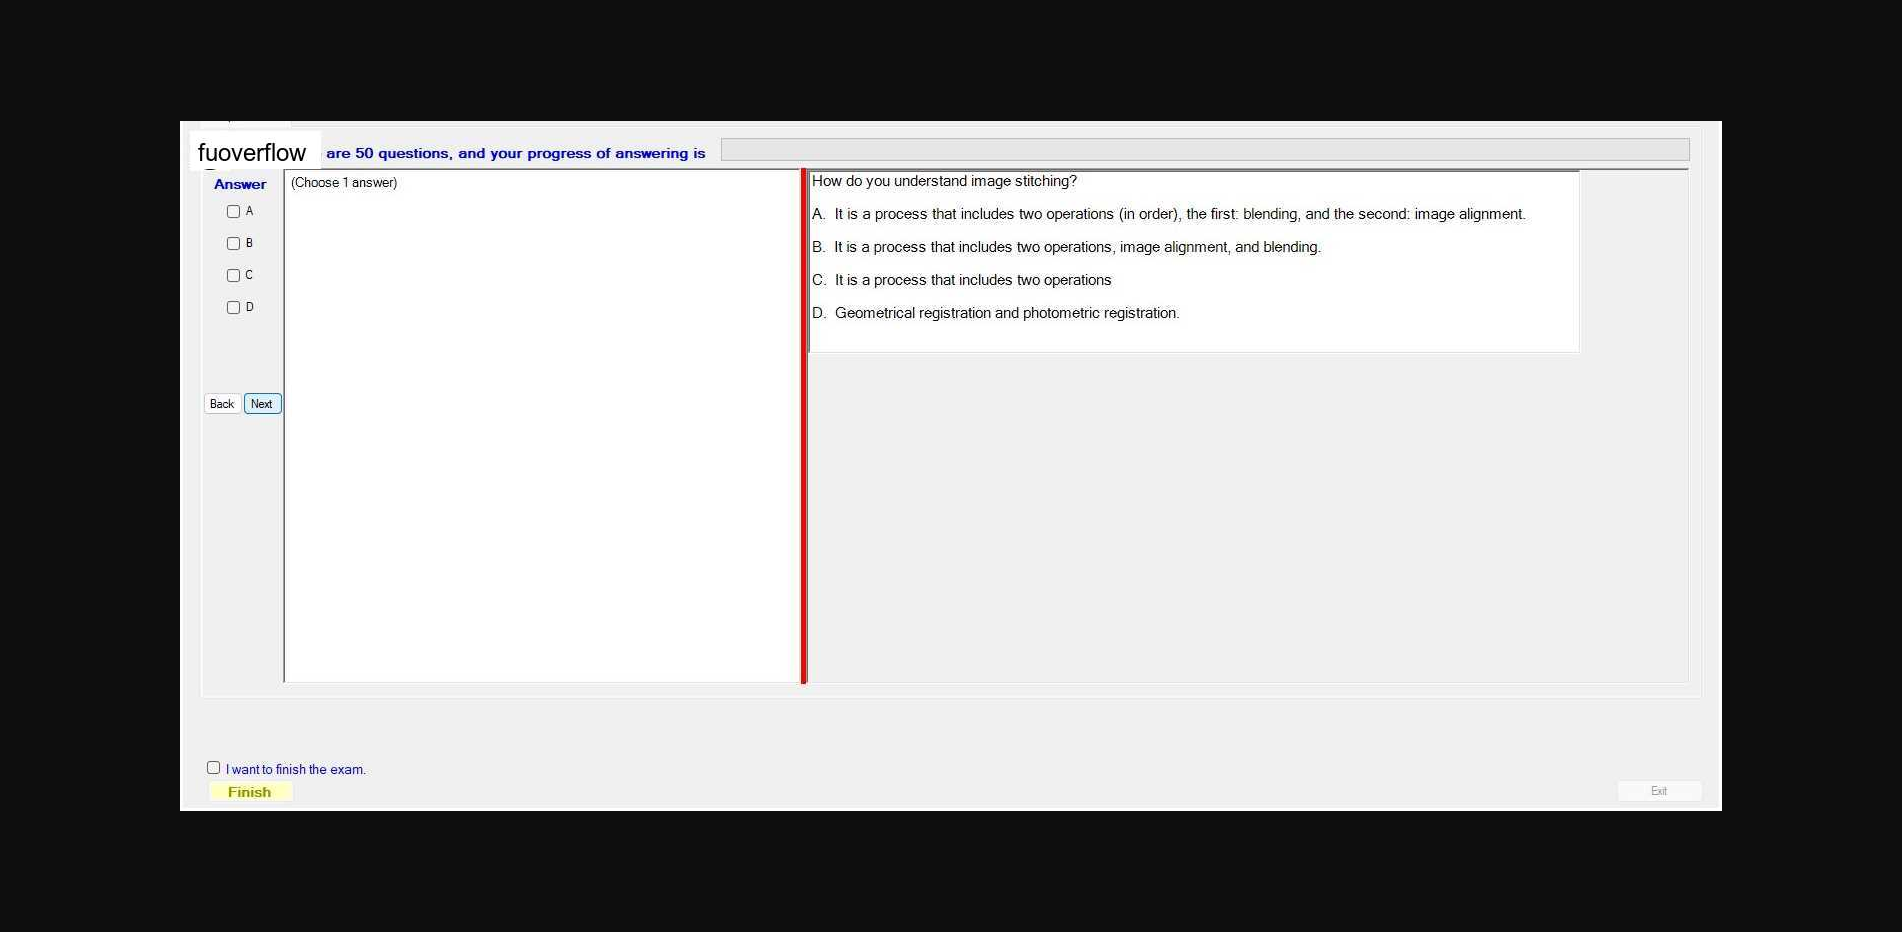 fuoverflow are 50 questions, and your progress of answering is
Answer
(Choose 1 answer)
A
B
C
D
Back Next
How do you understand image stitching?
A. It is a process that includes two operations (in order), the first: blending, and the second: image alignment.
B. It is a process that includes two operations, image alignment, and blending.
C. It is a process that includes two operations
D. Geometrical registration and photometric registration.
I want to finish the exam.
Finish
Exit